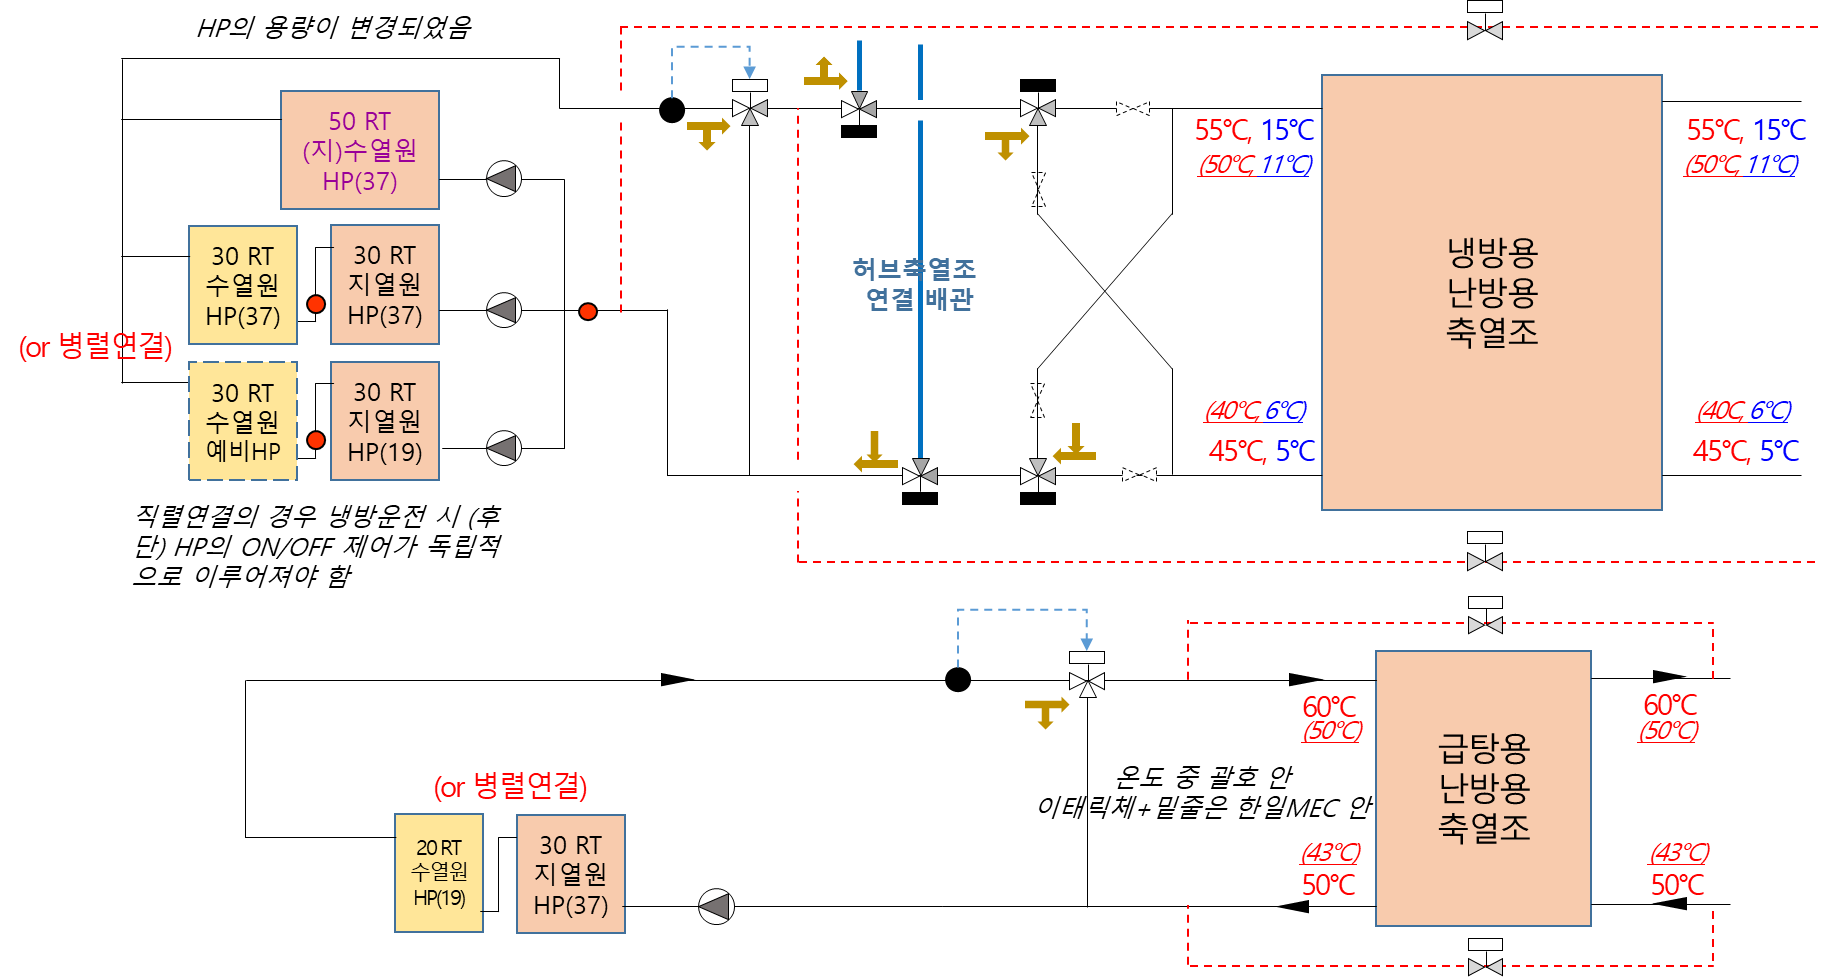 HP의 용량이 변경되었음
50 RT
(지)수열원
HP(37)
30 RT
수열원
HP(37)
30 RT
지열원
HP(37)
(or 병렬연결)
30 RT
수열원
예비HP
30 RT
지열원
HP(19)
직렬연결의 경우 냉방운전 시 (후
단) HP의 ON/OFF 제어가 독립적
으로 이루어져야 함
허브축열조
연결 배관
55℃, 15℃
(50℃, 11℃)
(40℃, 6℃)
45℃, 5℃
냉방용
난방용
축열조
55℃, 15℃
(50℃, 11℃)
(40C, 6℃)
45℃, 5℃
(or 병렬연결)
20 RT
수열원
HP(19)
30 RT
지열원
HP(37)
온도 중 괄호 안
이태릭체+밑줄은 한일MEC 안
60℃
(50℃)
(43℃)
50℃
급탕용
난방용
축열조
60℃
(50℃)
(43℃)
50℃